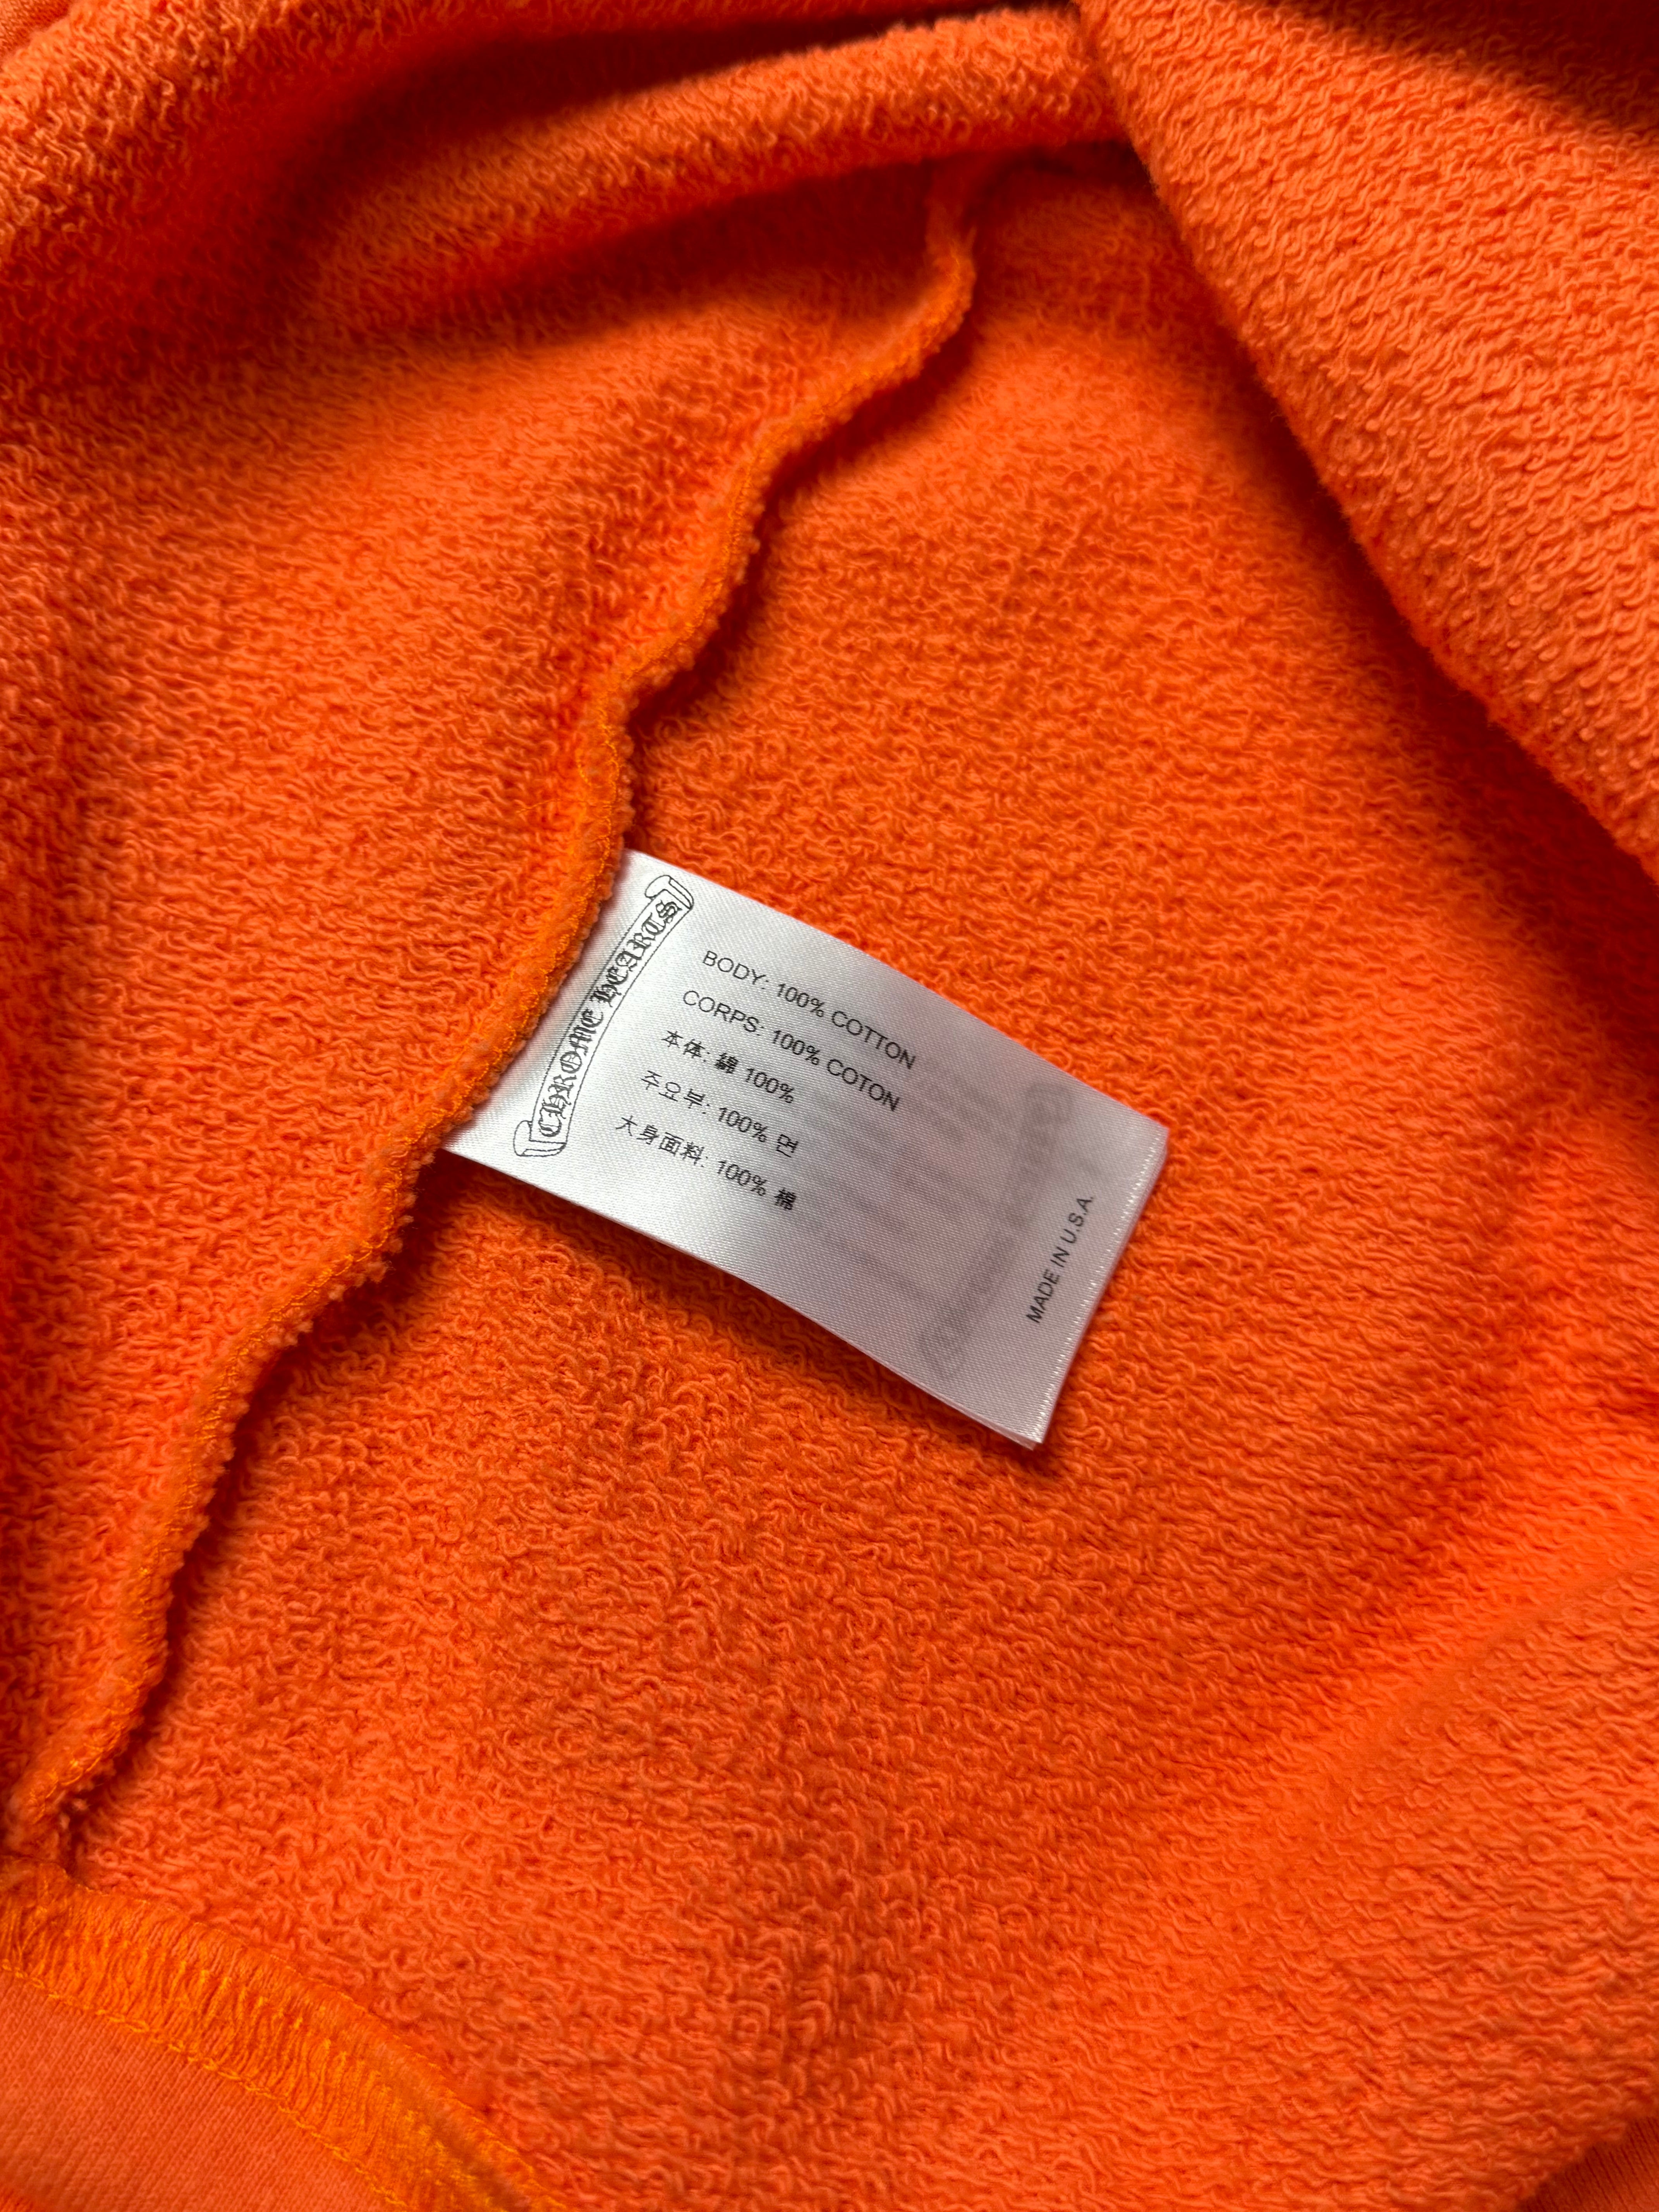 CHROME HEARTS
BODY: 100% COTTON
CORPS: 100% COTON
本体: 綿 100%
주요부: 100% 면
大身面料: 100% 棉
MADE IN U.S.A.